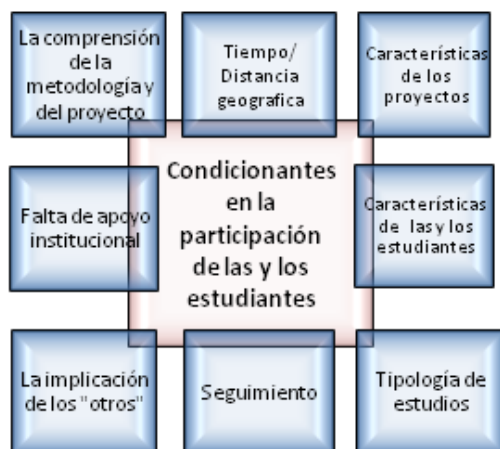 La comprensión
de la
metodología y
del proyecto
Tiempo/
Distancia
geografica
Características
de los
proyectos
Falta de apoyo
institucional
Condicionantes
en la
participación
de las y los
estudiantes
Características
de las y los
estudiantes
La implicación
de los "otros"
Seguimiento
Tipología de
estudios